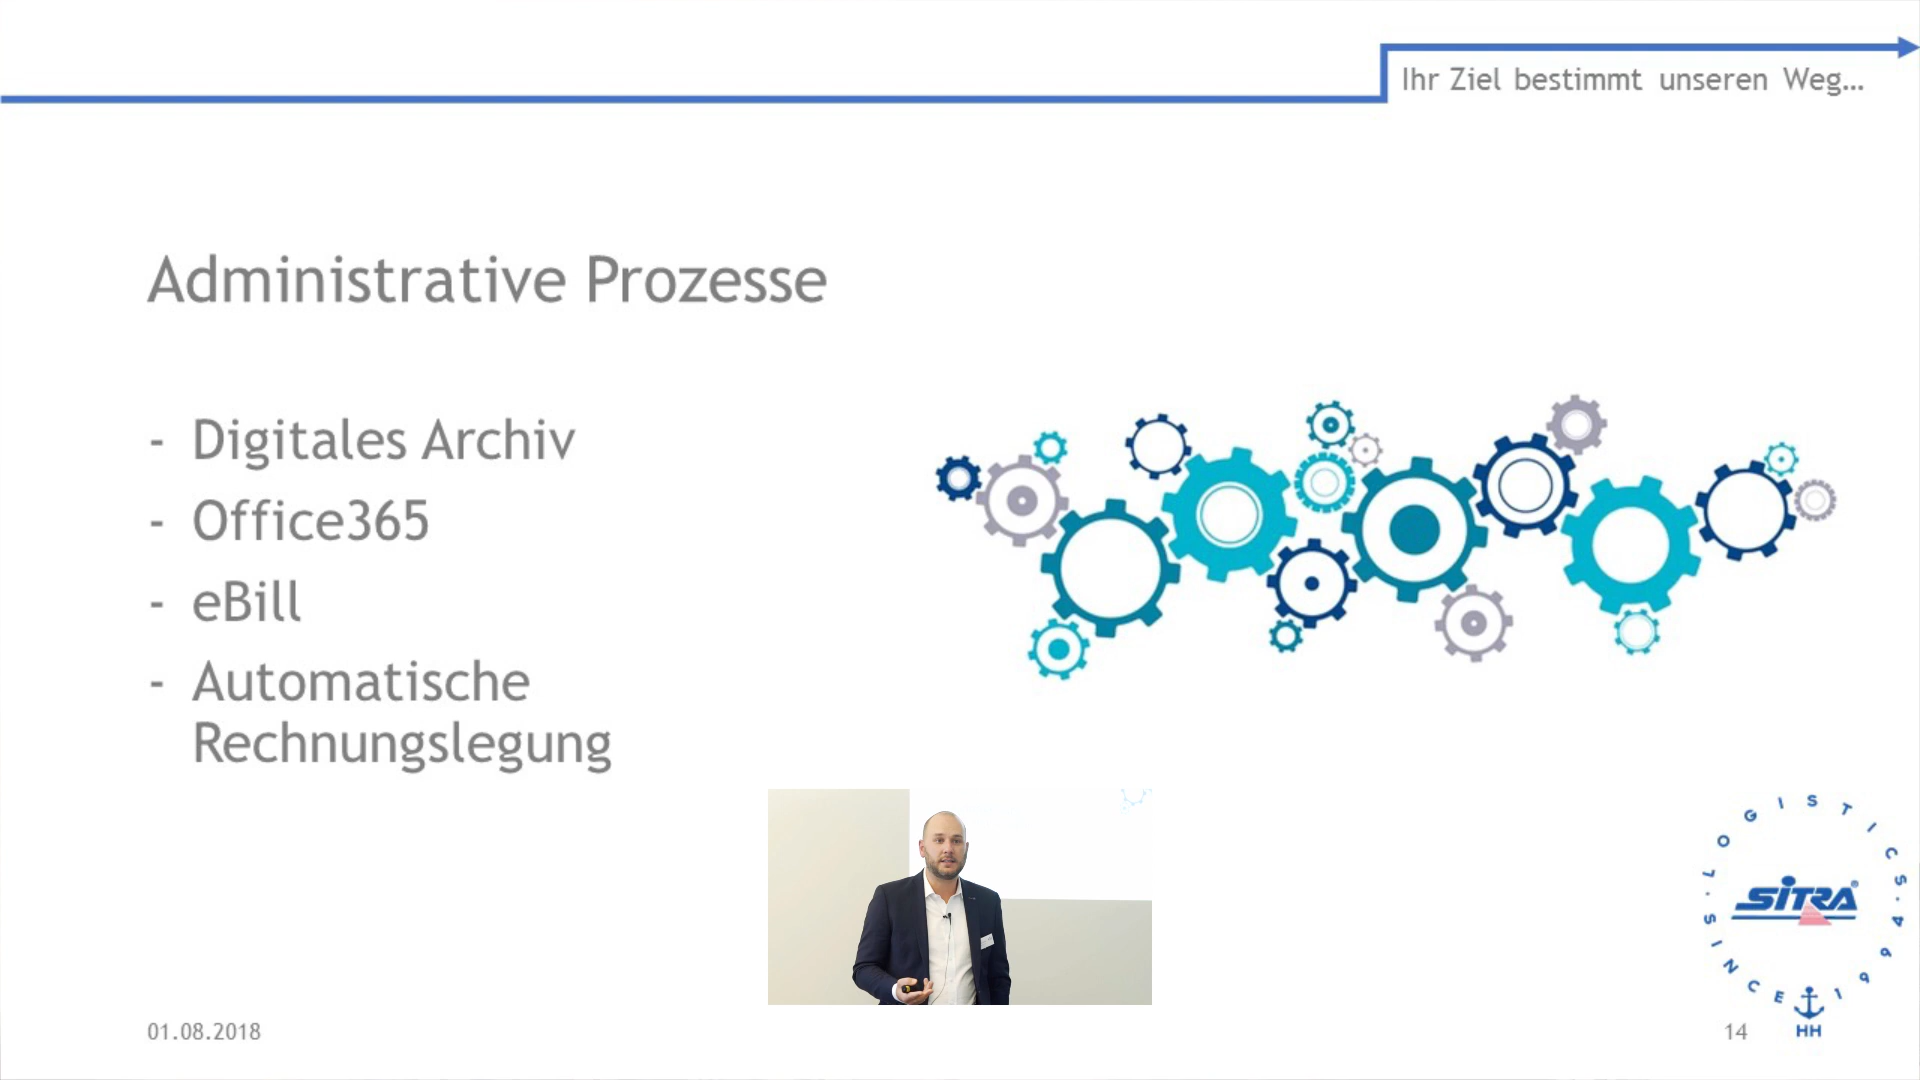 Ihr Ziel bestimmt unseren Weg...
Administrative Prozesse
- Digitales Archiv
- Office365
- eBill
- Automatische
Rechnungslegung
LOGISTICS · SINCE 1994 ·
SITRA®
HH
01.08.2018
14